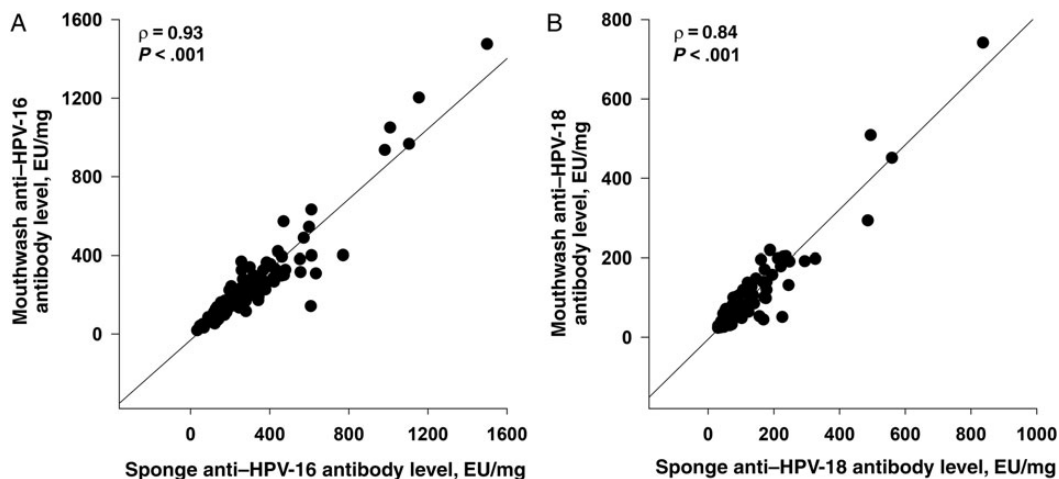 A
ρ = 0.93
P < .001
Mouthwash anti–HPV-16
antibody level, EU/mg
1600
1200
800
400
0
0 400 800 1200 1600
Sponge anti–HPV-16 antibody level, EU/mg
B
ρ = 0.84
P < .001
Mouthwash anti–HPV-18
antibody level, EU/mg
800
600
400
200
0
0 200 400 600 800 1000
Sponge anti–HPV-18 antibody level, EU/mg